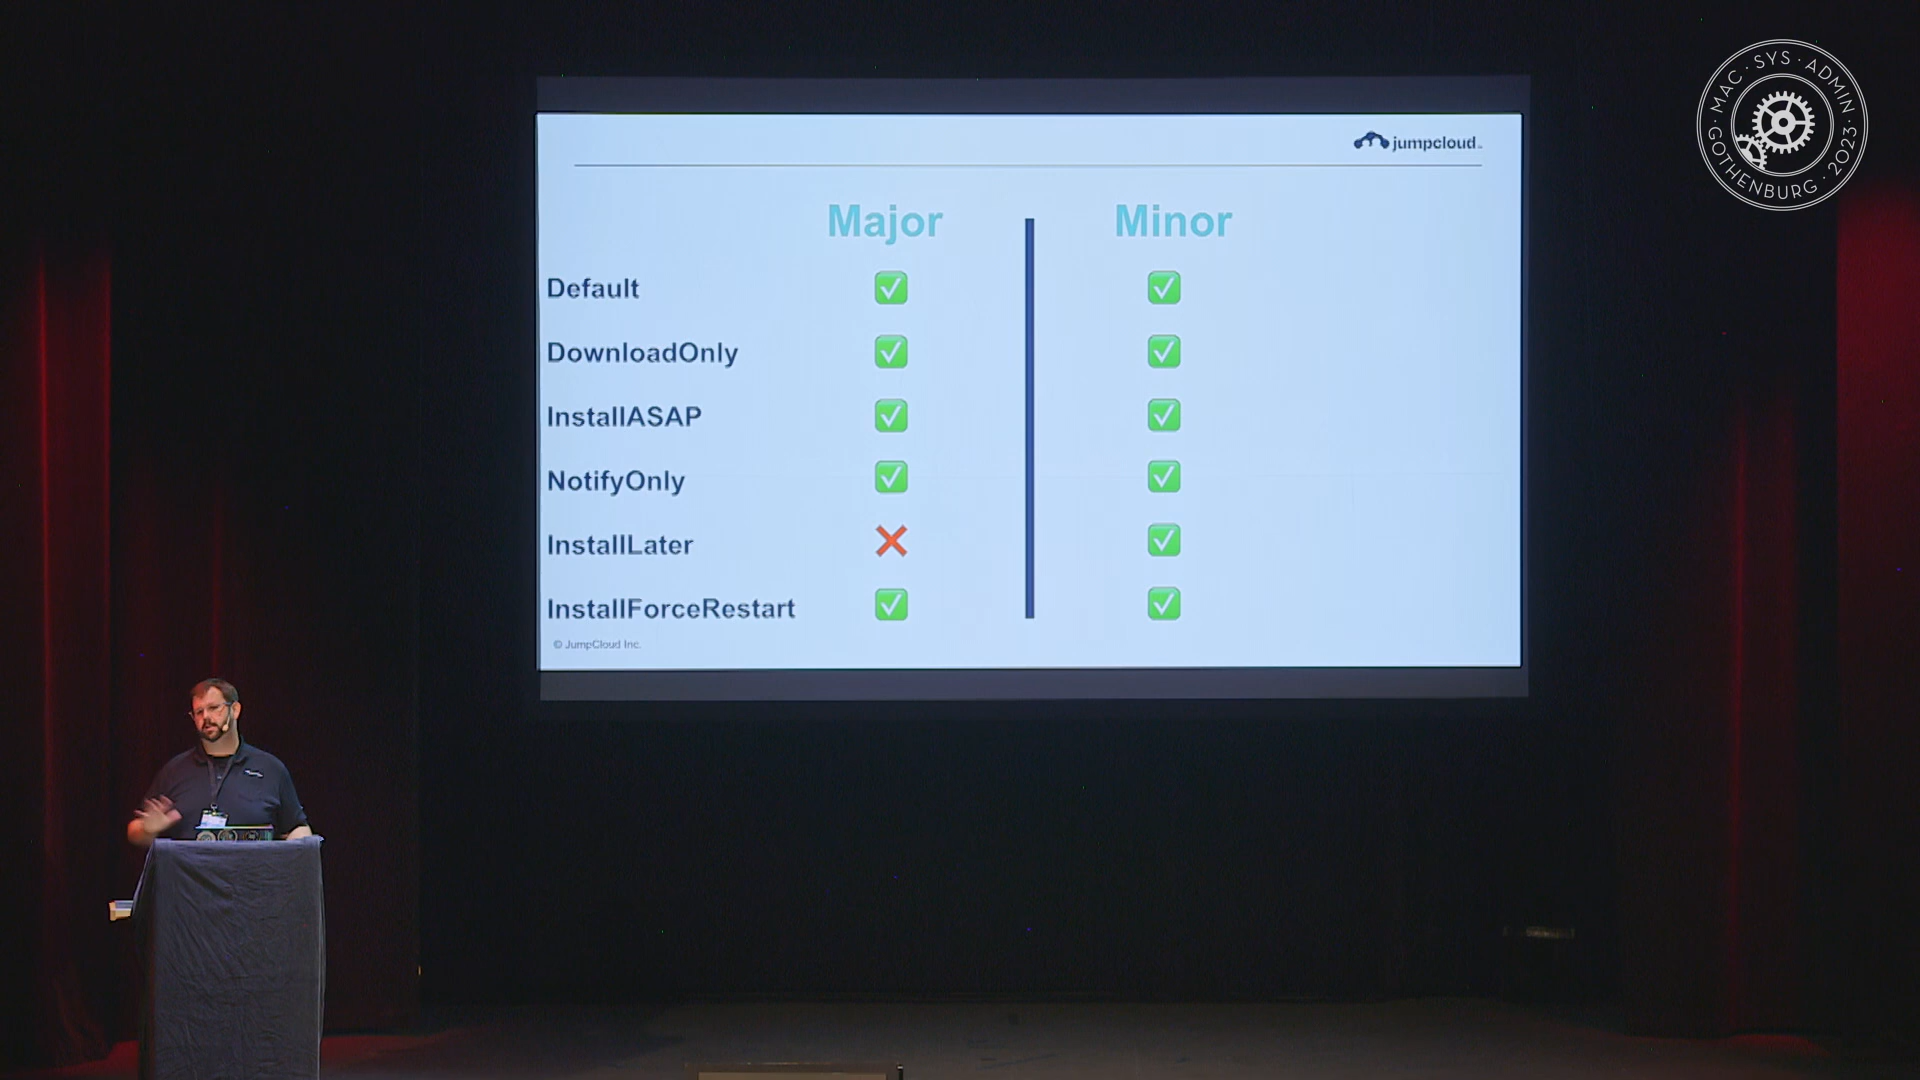 jumpcloud
Major Minor
Default ✅ ✅
DownloadOnly ✅ ✅
InstallASAP ✅ ✅
NotifyOnly ✅ ✅
InstallLater ❌ ✅
InstallForceRestart ✅ ✅
© JumpCloud Inc.
MAC · SYS · ADMIN · 2023 · GOTHENBURG ·